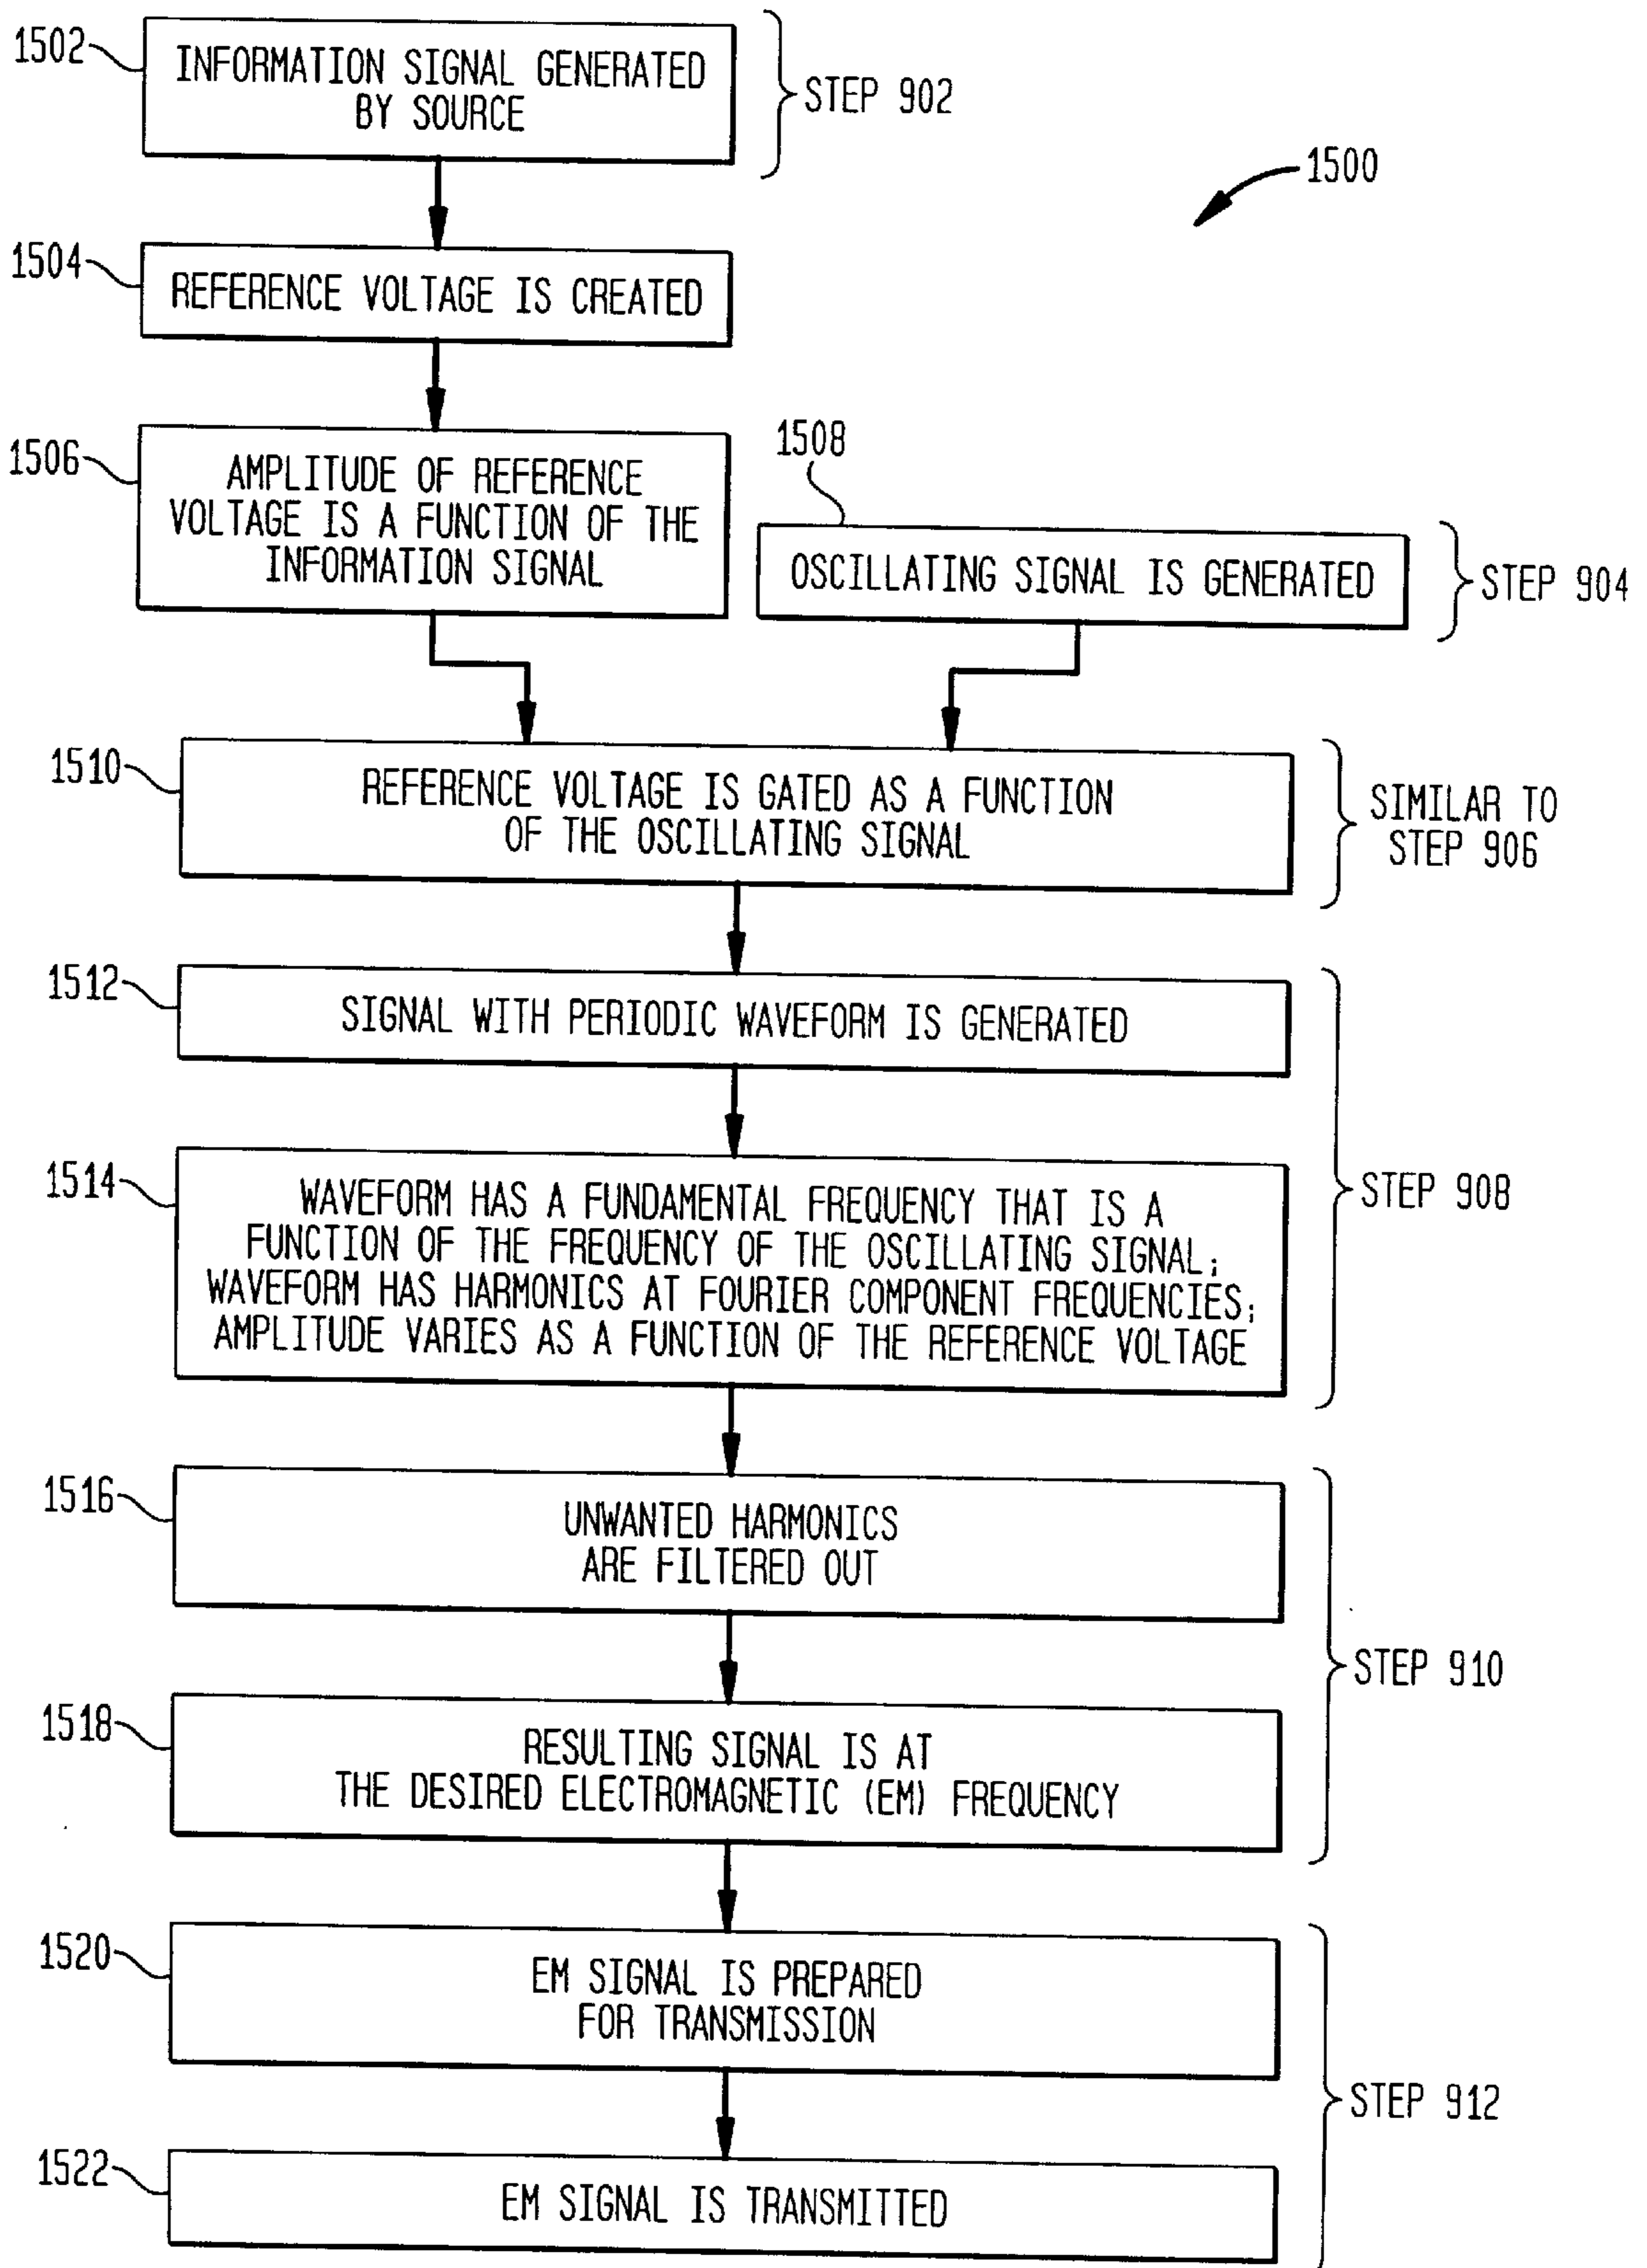 1502
INFORMATION SIGNAL GENERATED
BY SOURCE
STEP 902
1500
1504
REFERENCE VOLTAGE IS CREATED
1506
AMPLITUDE OF REFERENCE
VOLTAGE IS A FUNCTION OF THE
INFORMATION SIGNAL
1508
OSCILLATING SIGNAL IS GENERATED
STEP 904
1510
REFERENCE VOLTAGE IS GATED AS A FUNCTION
OF THE OSCILLATING SIGNAL
SIMILAR TO
STEP 906
1512
SIGNAL WITH PERIODIC WAVEFORM IS GENERATED
1514
WAVEFORM HAS A FUNDAMENTAL FREQUENCY THAT IS A
FUNCTION OF THE FREQUENCY OF THE OSCILLATING SIGNAL;
WAVEFORM HAS HARMONICS AT FOURIER COMPONENT FREQUENCIES;
AMPLITUDE VARIES AS A FUNCTION OF THE REFERENCE VOLTAGE
STEP 908
1516
UNWANTED HARMONICS
ARE FILTERED OUT
1518
RESULTING SIGNAL IS AT
THE DESIRED ELECTROMAGNETIC (EM) FREQUENCY
STEP 910
1520
EM SIGNAL IS PREPARED
FOR TRANSMISSION
1522
EM SIGNAL IS TRANSMITTED
STEP 912